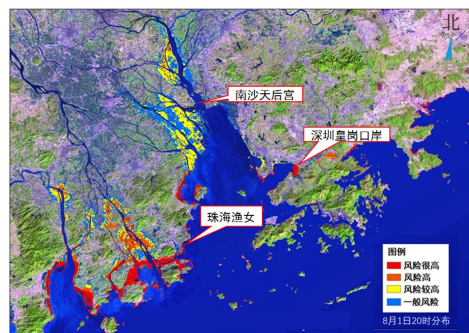 北
南沙天后宫
深圳皇岗口岸
珠海渔女
图例
风险很高
风险高
风险较高
一般风险
8月1日20时分布